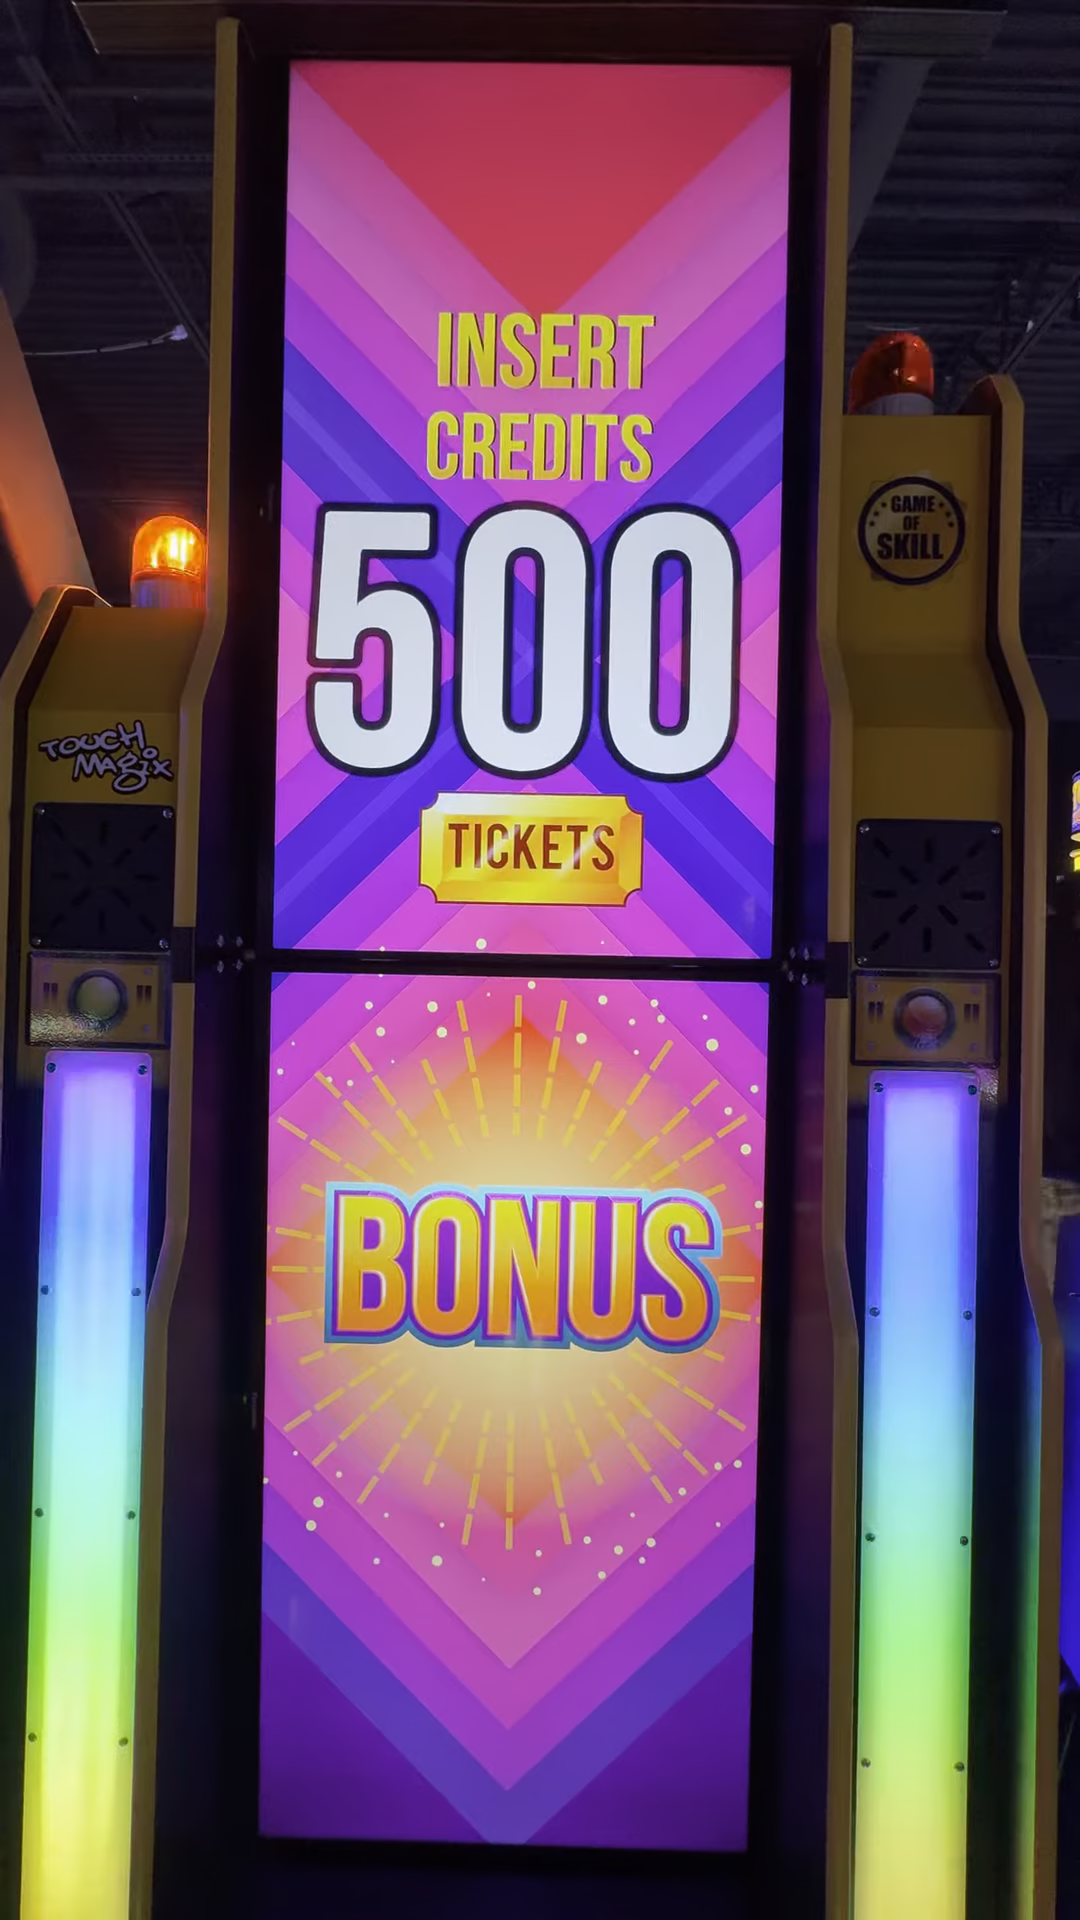 INSERT
CREDITS
500
TICKETS
BONUS
TOUCH
MAGIX
GAME
OF
SKILL